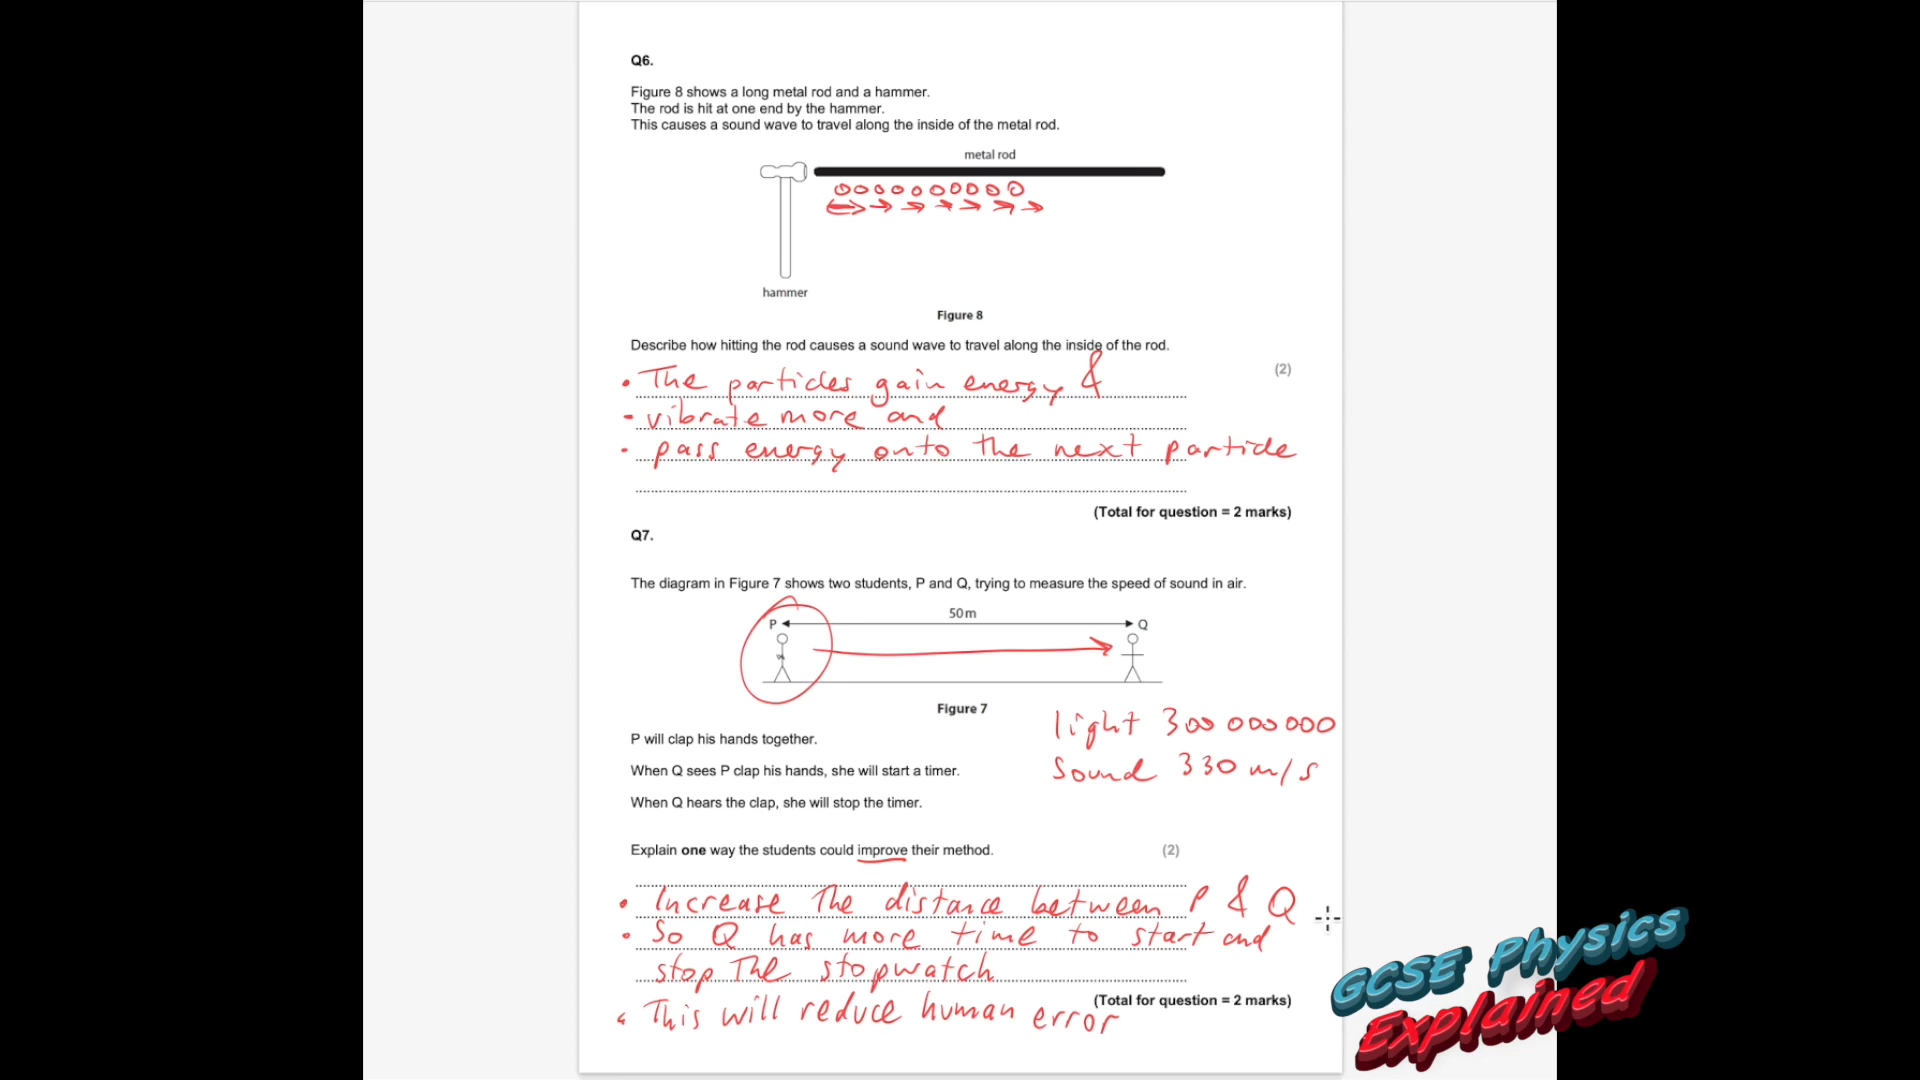 Q6.
Figure 8 shows a long metal rod and a hammer.
The rod is hit at one end by the hammer.
This causes a sound wave to travel along the inside of the metal rod.
metal rod
hammer
Figure 8
Describe how hitting the rod causes a sound wave to travel along the inside of the rod.
(2)
• The particles gain energy &
- vibrate more and
- pass energy onto the next particle
(Total for question = 2 marks)
Q7.
The diagram in Figure 7 shows two students, P and Q, trying to measure the speed of sound in air.
50 m
P Q
Figure 7
light 300 000 000
Sound 330 m/s
P will clap his hands together.
When Q sees P clap his hands, she will start a timer.
When Q hears the clap, she will stop the timer.
Explain one way the students could improve their method.
(2)
• Increase the distance between P & Q
• So Q has more time to start and
stop the stopwatch
• This will reduce human error
(Total for question = 2 marks)
GCSE Physics
Explained